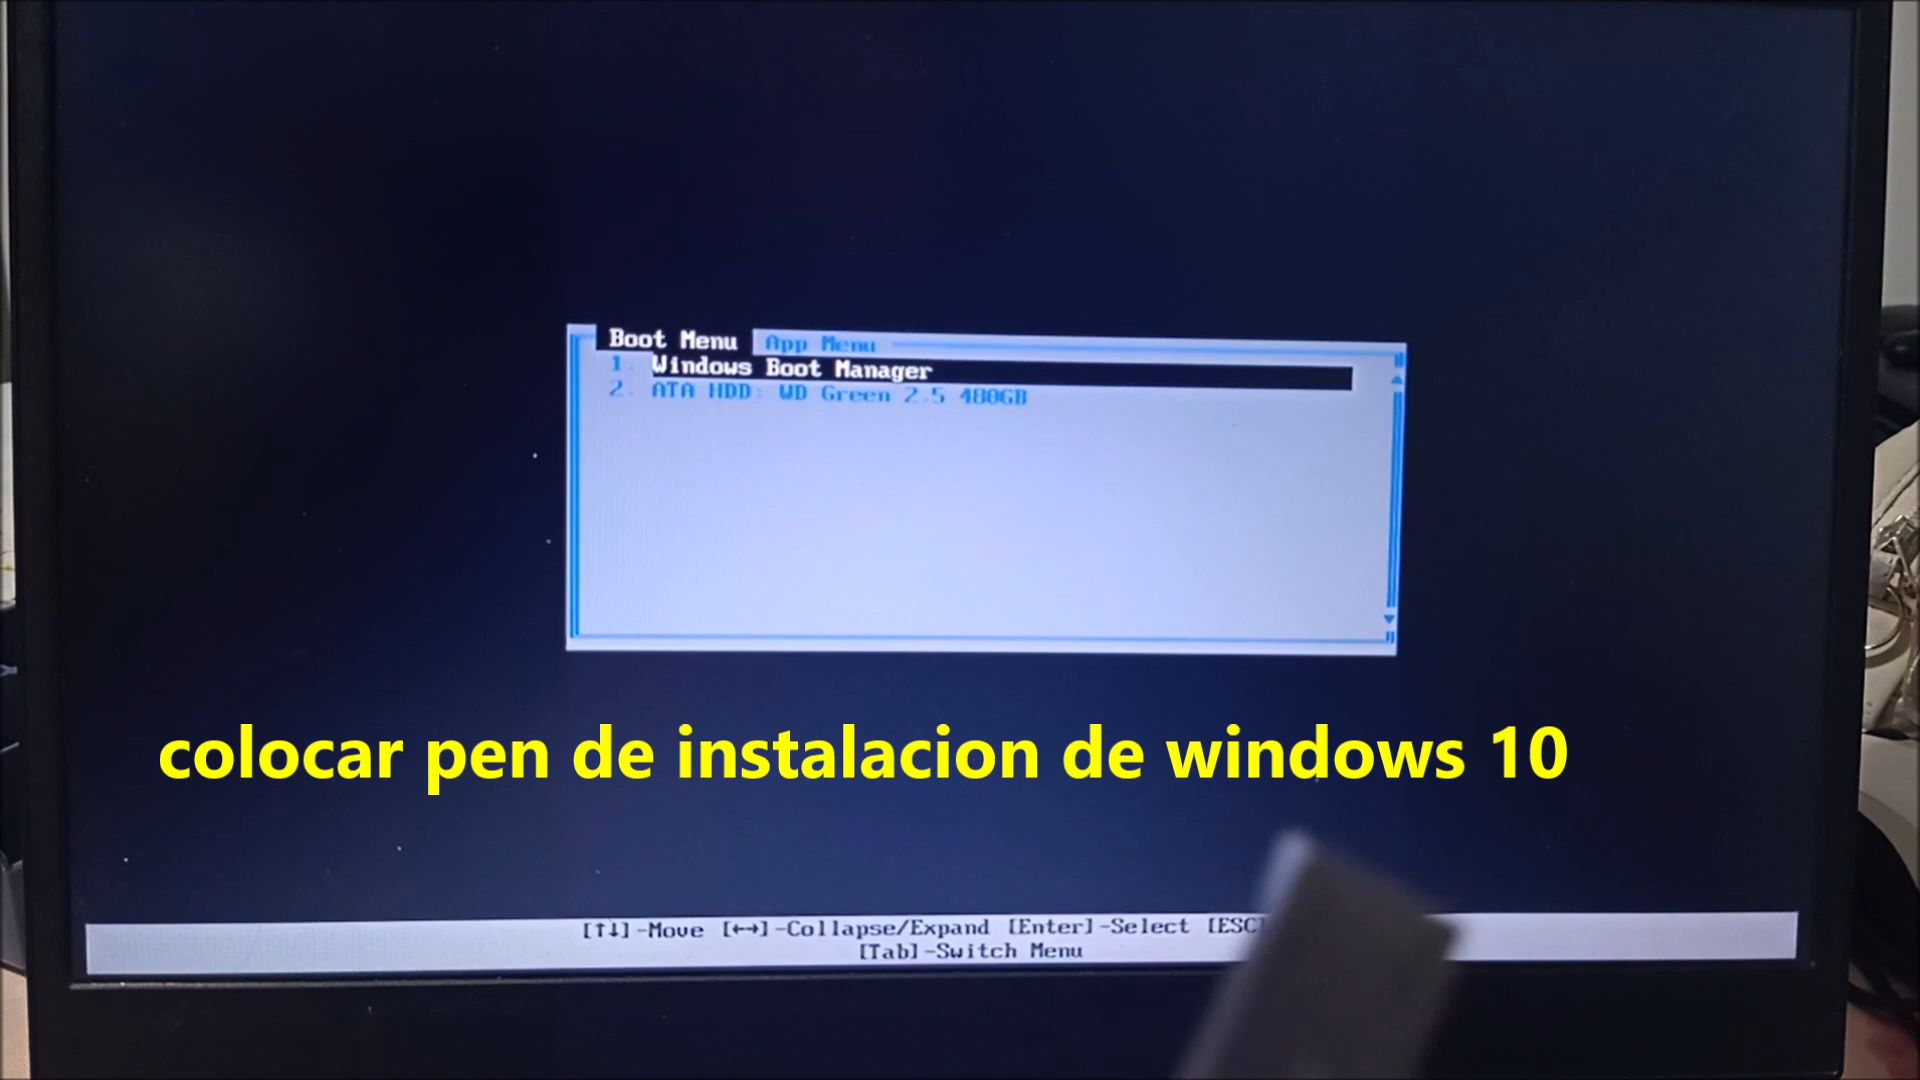 Boot Menu App Menu
1. Windows Boot Manager
2. ATA HDD: WD Green 2.5 480GB
colocar pen de instalacion de windows 10
[↑↓]-Move [←→]-Collapse/Expand [Enter]-Select [ESC]
[Tab]-Switch Menu